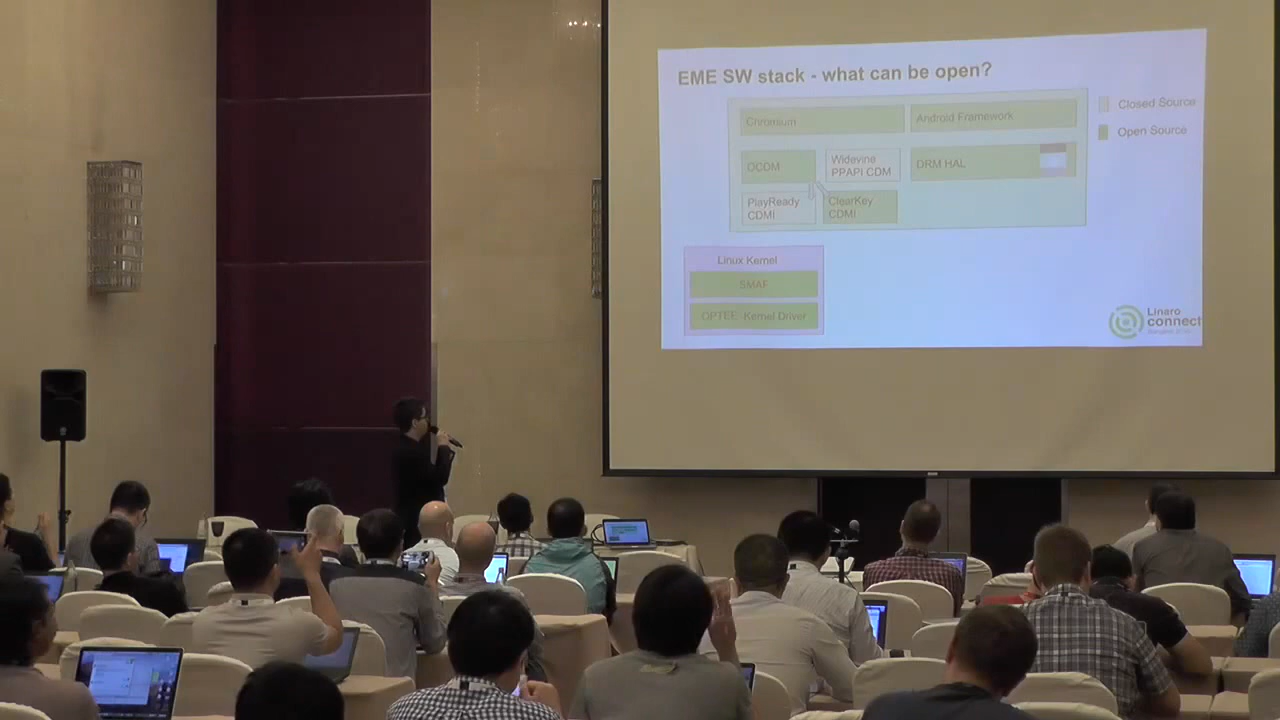 EME SW stack - what can be open?
Closed Source
Open Source
Chromium
Android Framework
OCDM
Widevine
PPAPI CDM
DRM HAL
PlayReady
CDMI
ClearKey
CDMI
Linux Kernel
SMAF
OPTEE Kernel Driver
Linaro
connect